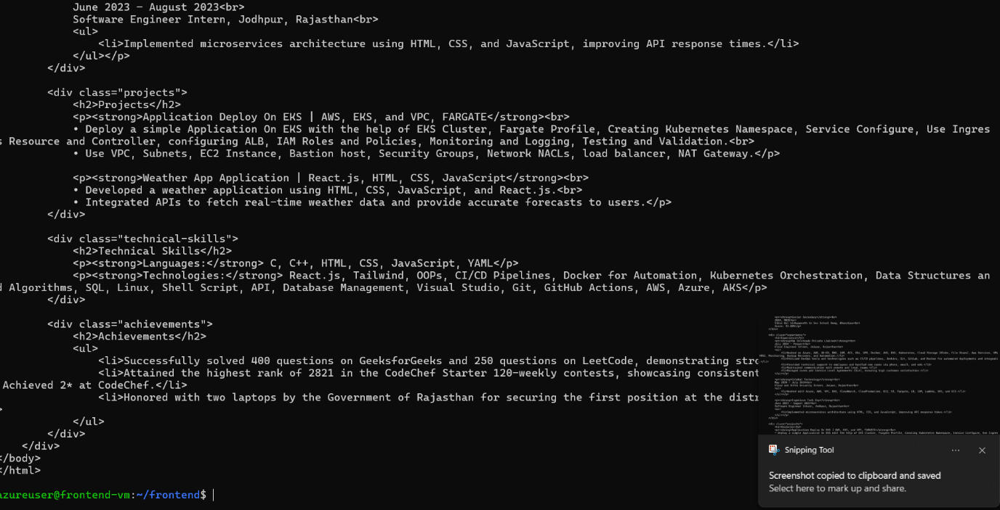 June 2023 – August 2023<br>
Software Engineer Intern, Jodhpur, Rajasthan<br>
<ul>
<li>Implemented microservices architecture using HTML, CSS, and JavaScript, improving API response times.</li>
</ul></p>
</div>
<div class="projects">
<h2>Projects</h2>
<p><strong>Application Deploy On EKS | AWS, EKS, and VPC, FARGATE</strong><br>
• Deploy a simple Application On EKS with the help of EKS Cluster, Fargate Profile, Creating Kubernetes Namespace, Service Configure, Use Ingres
s Resource and Controller, configuring ALB, IAM Roles and Policies, Monitoring and Logging, Testing and Validation.<br>
• Use VPC, Subnets, EC2 Instance, Bastion host, Security Groups, Network NACLs, load balancer, NAT Gateway.</p>
<p><strong>Weather App Application | React.js, HTML, CSS, JavaScript</strong><br>
• Developed a weather application using HTML, CSS, JavaScript, and React.js.<br>
• Integrated APIs to fetch real-time weather data and provide accurate forecasts to users.</p>
</div>
<div class="technical-skills">
<h2>Technical Skills</h2>
<p><strong>Languages:</strong> C, C++, HTML, CSS, JavaScript, YAML</p>
<p><strong>Technologies:</strong> React.js, Tailwind, OOPs, CI/CD Pipelines, Docker for Automation, Kubernetes Orchestration, Data Structures an
d Algorithms, SQL, Linux, Shell Script, API, Database Management, Visual Studio, Git, GitHub Actions, AWS, Azure, AKS</p>
</div>
<div class="achievements">
<h2>Achievements</h2>
<ul>
<li>Successfully solved 400 questions on GeeksforGeeks and 250 questions on LeetCode, demonstrating stro
<li>Attained the highest rank of 2821 in the CodeChef Starter 120-weekly contests, showcasing consistent
Achieved 2* at CodeChef.</li>
<li>Honored with two laptops by the Government of Rajasthan for securing the first position at the distr
>
</ul>
</div>
</div>
</body>
</html>
azureuser@frontend-vm:~/frontend$
Snipping Tool
Screenshot copied to clipboard and saved
Select here to mark up and share.